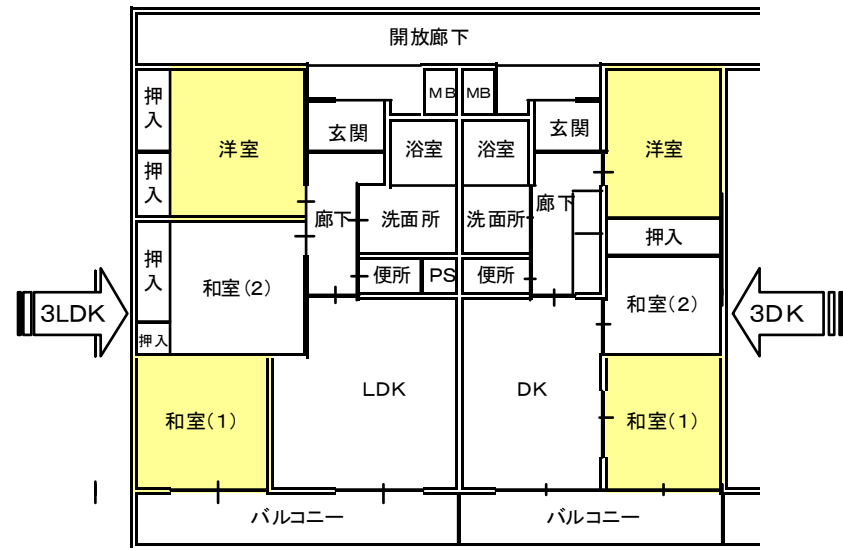 開放廊下
押入
洋室
玄関
MB
MB
玄関
洋室
浴室
浴室
押入
廊下
洗面所
洗面所
廊下
押入
押入
和室(2)
便所
PS
便所
和室(2)
3LDK
3DK
押入
LDK
DK
和室(1)
和室(1)
バルコニー
バルコニー